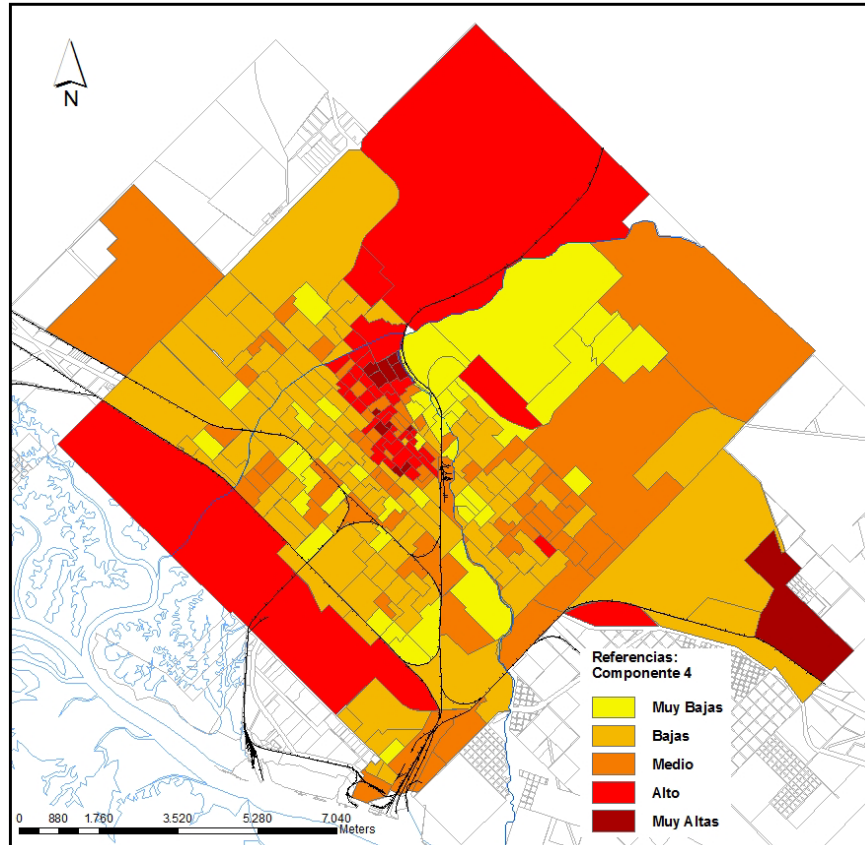 N
Referencias:
Componente 4
Muy Bajas
Bajas
Medio
Alto
Muy Altas
0 880 1.760 3.520 5.280 7.040
Meters